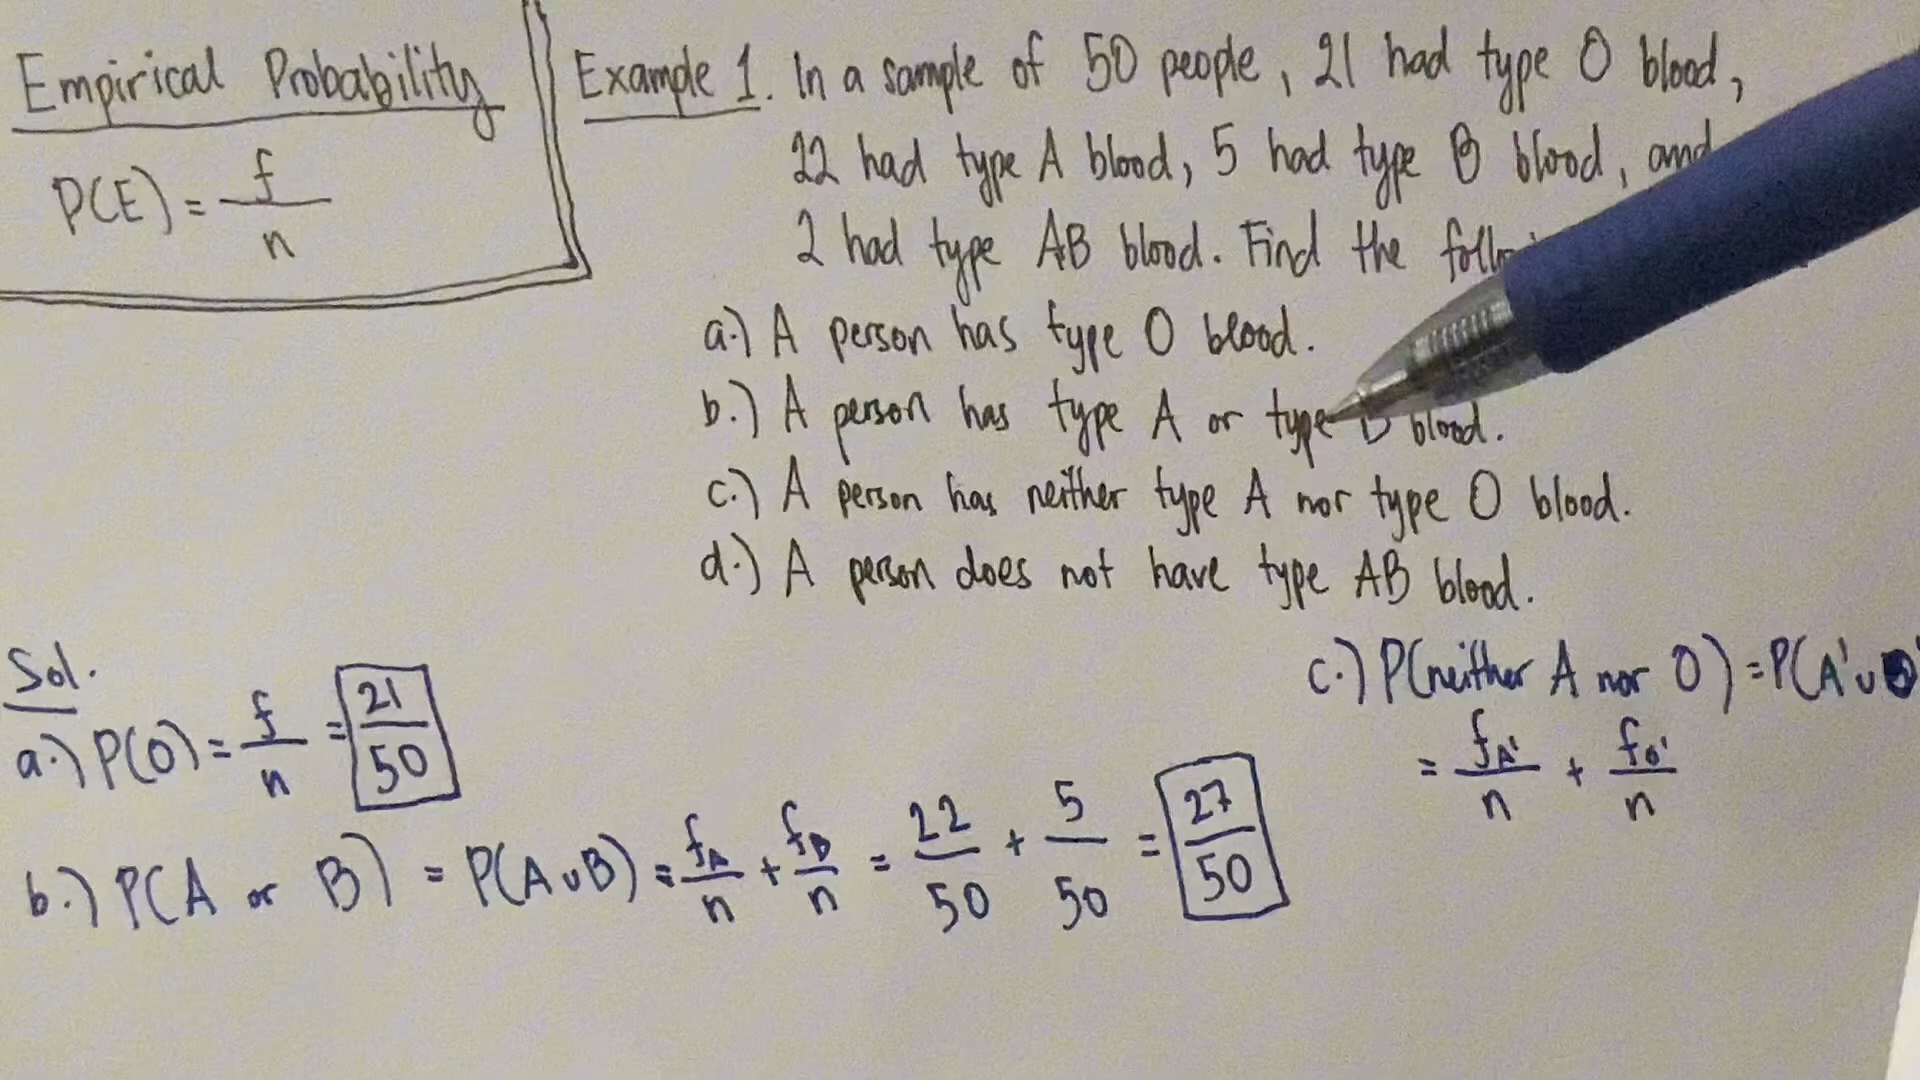 Empirical Probability
P(E) = f/n
Example 1. In a sample of 50 people, 21 had type O blood,
22 had type A blood, 5 had type B blood, and
2 had type AB blood. Find the
a.) A person has type O blood.
b.) A person has type A or type blood.
c.) A person has neither type A nor type O blood.
d.) A person does not have type AB blood.
Sol.
a.) P(O) = f/n = 21/50
b.) P(A or B) = P(A∪B) = fA/n + fB/n = 22/50 + 5/50 = 27/50
c.) P(neither A nor O) = P(A'∪O'
= fA'/n + fO'/n